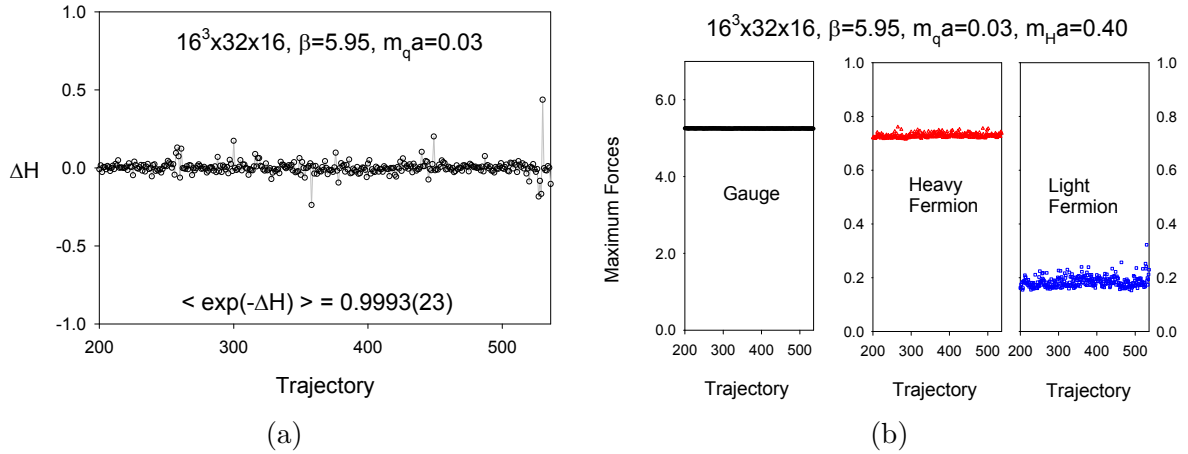 1.0
16³x32x16, β=5.95, m_qa=0.03
0.5
ΔH
0.0
-0.5
< exp(-ΔH) > = 0.9993(23)
-1.0
200 300 400 500
Trajectory
(a)
16³x32x16, β=5.95, m_qa=0.03, m_Ha=0.40
Maximum Forces
6.0
4.0
2.0
0.0
Gauge
200 300 400 500
Trajectory
1.0
0.8
0.6
0.4
0.2
0.0
Heavy
Fermion
200 300 400 500
Trajectory
Light
Fermion
1.0
0.8
0.6
0.4
0.2
0.0
200 300 400 500
Trajectory
(b)